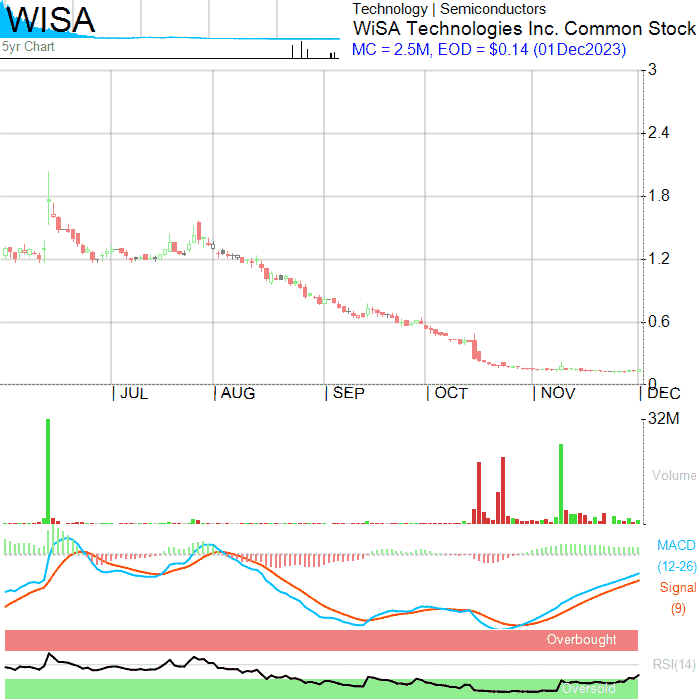 WISA
5yr Chart
Technology | Semiconductors
WiSA Technologies Inc. Common Stock
MC = 2.5M, EOD = $0.14 (01Dec2023)
3
2.4
1.8
1.2
0.6
0
JUL
AUG
SEP
OCT
NOV
DEC
32M
Volume
MACD
(12-26)
Signal
(9)
Overbought
RSI(14)
Oversold